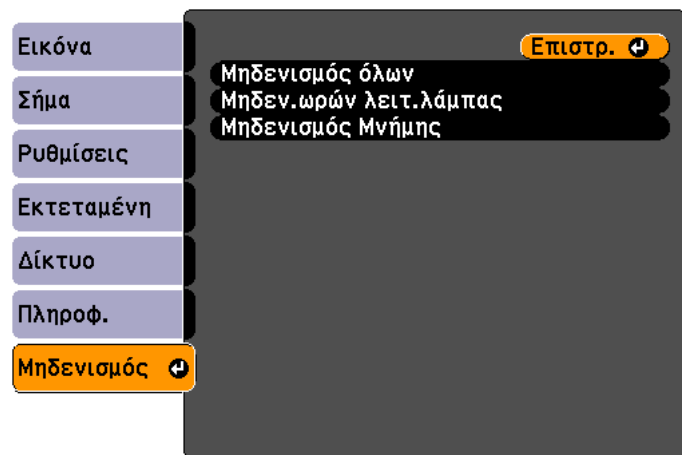 Εικόνα
Σήμα
Ρυθμίσεις
Εκτεταμένη
Δίκτυο
Πληροφ.
Μηδενισμός
Επιστρ.
Μηδενισμός όλων
Μηδεν.ωρών λειτ.λάμπας
Μηδενισμός Μνήμης